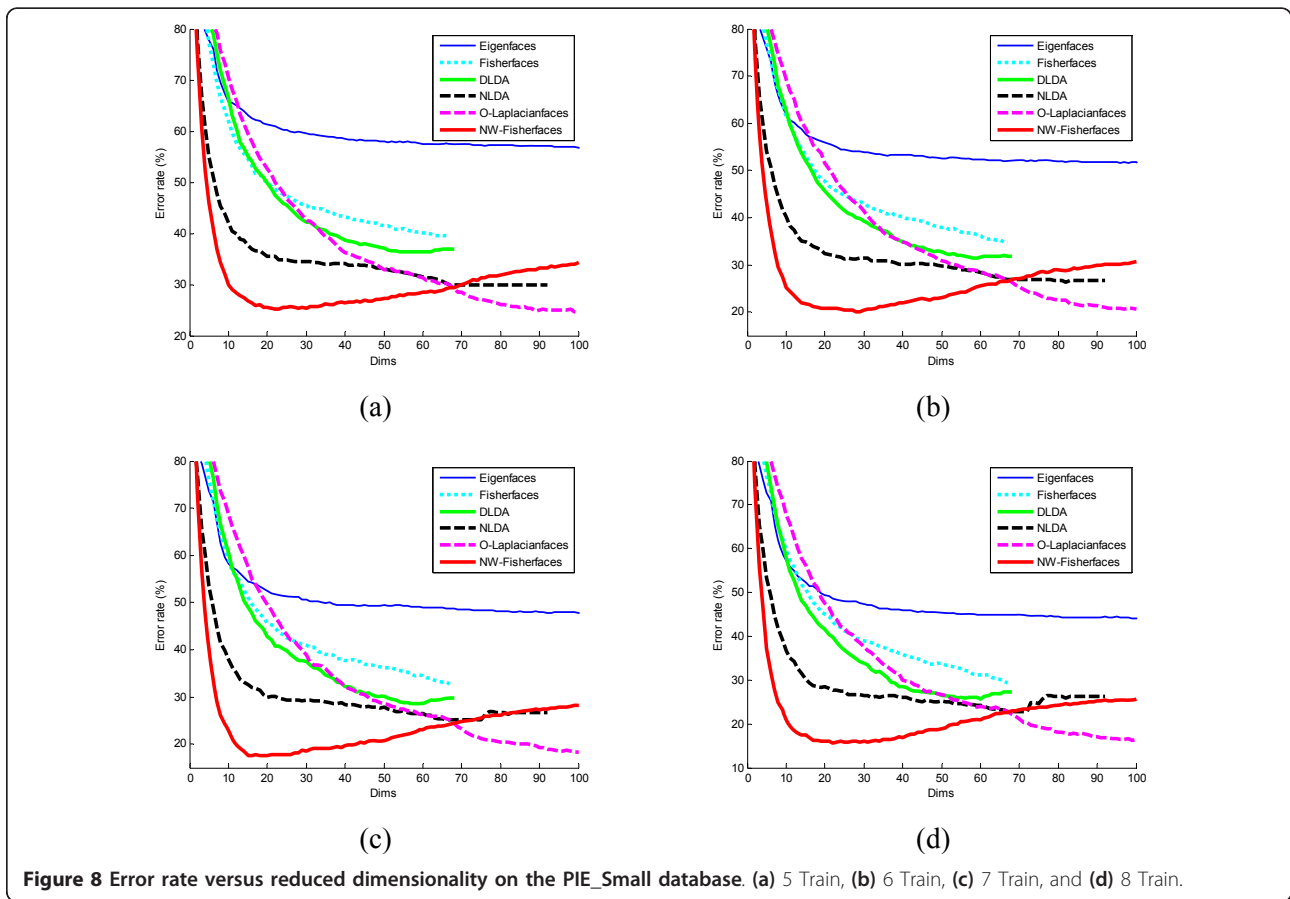 80
70
60
50
40
30
20
Error rate (%)
0 10 20 30 40 50 60 70 80 90 100
Dims
Eigenfaces
Fisherfaces
DLDA
NLDA
O-Laplacianfaces
NW-Fisherfaces
(a)
80
70
60
50
40
30
20
Error rate (%)
0 10 20 30 40 50 60 70 80 90 100
Dims
Eigenfaces
Fisherfaces
DLDA
NLDA
O-Laplacianfaces
NW-Fisherfaces
(b)
80
70
60
50
40
30
20
Error rate (%)
0 10 20 30 40 50 60 70 80 90 100
Dims
Eigenfaces
Fisherfaces
DLDA
NLDA
O-Laplacianfaces
NW-Fisherfaces
(c)
80
70
60
50
40
30
20
10
Error rate (%)
0 10 20 30 40 50 60 70 80 90 100
Dims
Eigenfaces
Fisherfaces
DLDA
NLDA
O-Laplacianfaces
NW-Fisherfaces
(d)
Figure 8 Error rate versus reduced dimensionality on the PIE_Small database. (a) 5 Train, (b) 6 Train, (c) 7 Train, and (d) 8 Train.